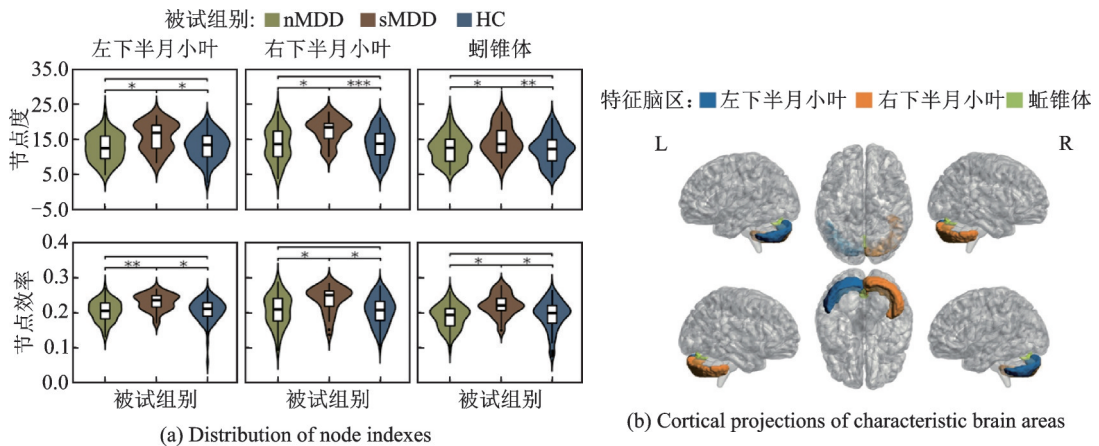 被试组别: nMDD sMDD HC
左下半月小叶 右下半月小叶 蚓锥体
35.0
25.0
15.0
5.0
−5.0
节点度
* * * *** * **
0.4
0.3
0.2
0.1
0.0
节点效率
** * * * * *
被试组别 被试组别 被试组别
(a) Distribution of node indexes
特征脑区: 左下半月小叶 右下半月小叶 蚯锥体
L R
(b) Cortical projections of characteristic brain areas